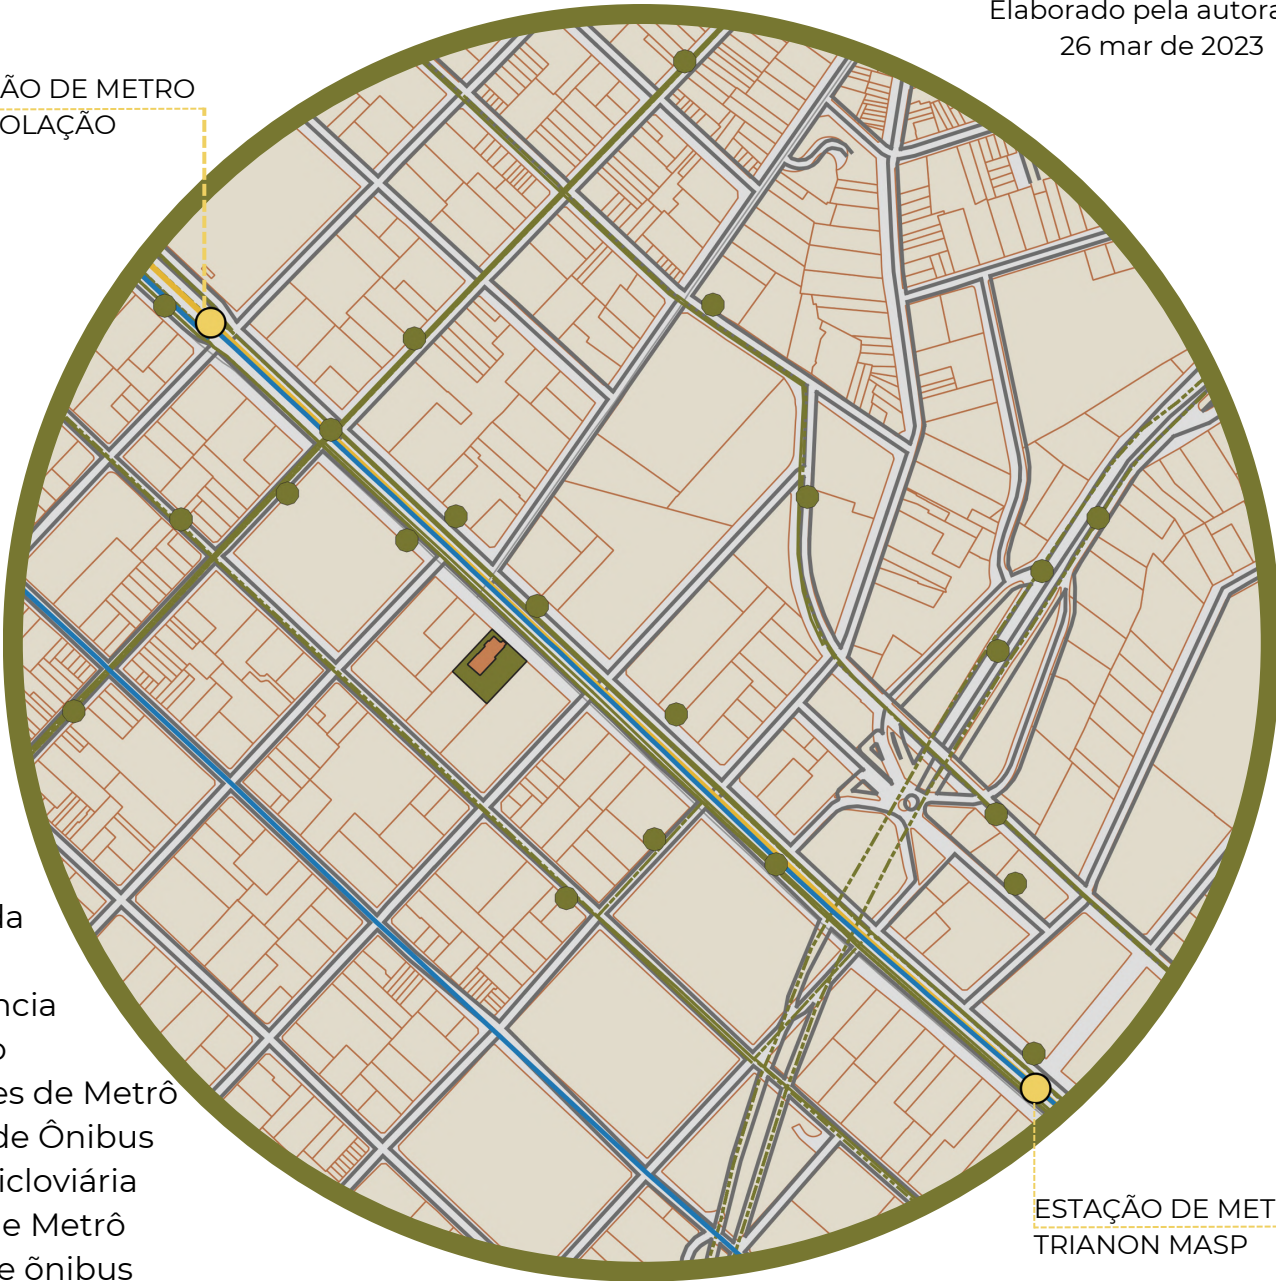 Elaborado pela autora
26 mar de 2023
ÃO DE METRO
OLAÇÃO
la
ncia
o
es de Metrô
de Ônibus
icloviária
e Metrô
e õnibus
ESTAÇÃO DE MET
TRIANON MASP